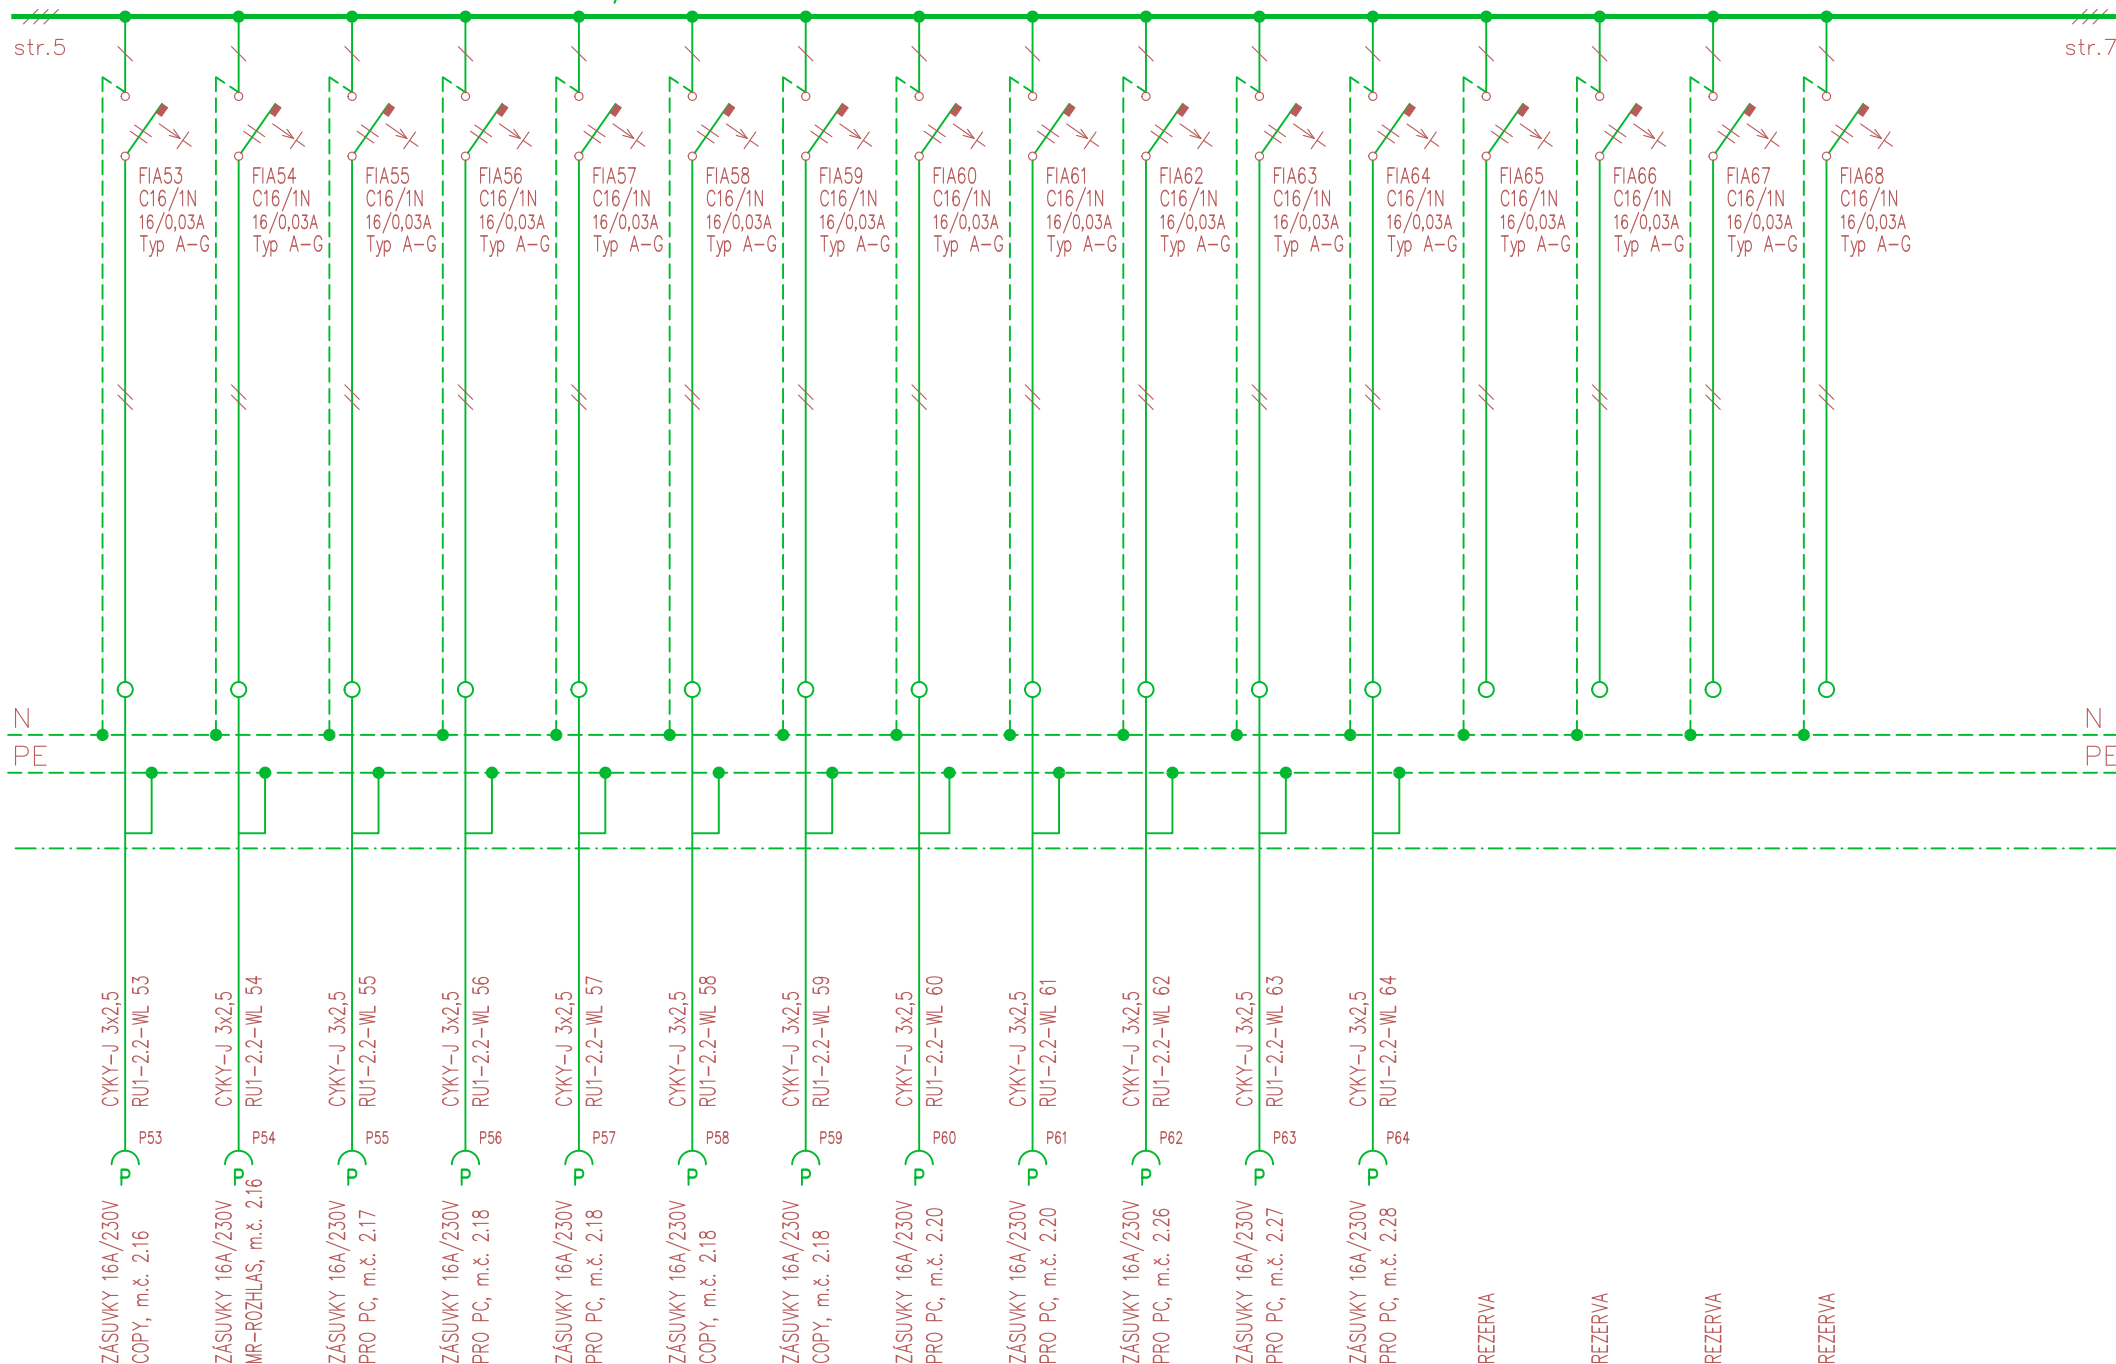 str.5
str.7
FIA53
C16/1N
16/0,03A
Typ A-G
FIA54
C16/1N
16/0,03A
Typ A-G
FIA55
C16/1N
16/0,03A
Typ A-G
FIA56
C16/1N
16/0,03A
Typ A-G
FIA57
C16/1N
16/0,03A
Typ A-G
FIA58
C16/1N
16/0,03A
Typ A-G
FIA59
C16/1N
16/0,03A
Typ A-G
FIA60
C16/1N
16/0,03A
Typ A-G
FIA61
C16/1N
16/0,03A
Typ A-G
FIA62
C16/1N
16/0,03A
Typ A-G
FIA63
C16/1N
16/0,03A
Typ A-G
FIA64
C16/1N
16/0,03A
Typ A-G
FIA65
C16/1N
16/0,03A
Typ A-G
FIA66
C16/1N
16/0,03A
Typ A-G
FIA67
C16/1N
16/0,03A
Typ A-G
FIA68
C16/1N
16/0,03A
Typ A-G
N
N
PE
PE
CYKY-J 3x2,5
RU1-2.2-WL 53
CYKY-J 3x2,5
RU1-2.2-WL 54
CYKY-J 3x2,5
RU1-2.2-WL 55
CYKY-J 3x2,5
RU1-2.2-WL 56
CYKY-J 3x2,5
RU1-2.2-WL 57
CYKY-J 3x2,5
RU1-2.2-WL 58
CYKY-J 3x2,5
RU1-2.2-WL 59
CYKY-J 3x2,5
RU1-2.2-WL 60
CYKY-J 3x2,5
RU1-2.2-WL 61
CYKY-J 3x2,5
RU1-2.2-WL 62
CYKY-J 3x2,5
RU1-2.2-WL 63
CYKY-J 3x2,5
RU1-2.2-WL 64
P53
P54
P55
P56
P57
P58
P59
P60
P61
P62
P63
P64
P
P
P
P
P
P
P
P
P
P
P
P
ZÁSUVKY 16A/230V
COPY, m.č. 2.16
ZÁSUVKY 16A/230V
MR-ROZHLAS, m.č. 2.16
ZÁSUVKY 16A/230V
PRO PC, m.č. 2.17
ZÁSUVKY 16A/230V
PRO PC, m.č. 2.18
ZÁSUVKY 16A/230V
PRO PC, m.č. 2.18
ZÁSUVKY 16A/230V
COPY, m.č. 2.18
ZÁSUVKY 16A/230V
COPY, m.č. 2.18
ZÁSUVKY 16A/230V
PRO PC, m.č. 2.20
ZÁSUVKY 16A/230V
PRO PC, m.č. 2.20
ZÁSUVKY 16A/230V
PRO PC, m.č. 2.26
ZÁSUVKY 16A/230V
PRO PC, m.č. 2.27
ZÁSUVKY 16A/230V
PRO PC, m.č. 2.28
REZERVA
REZERVA
REZERVA
REZERVA